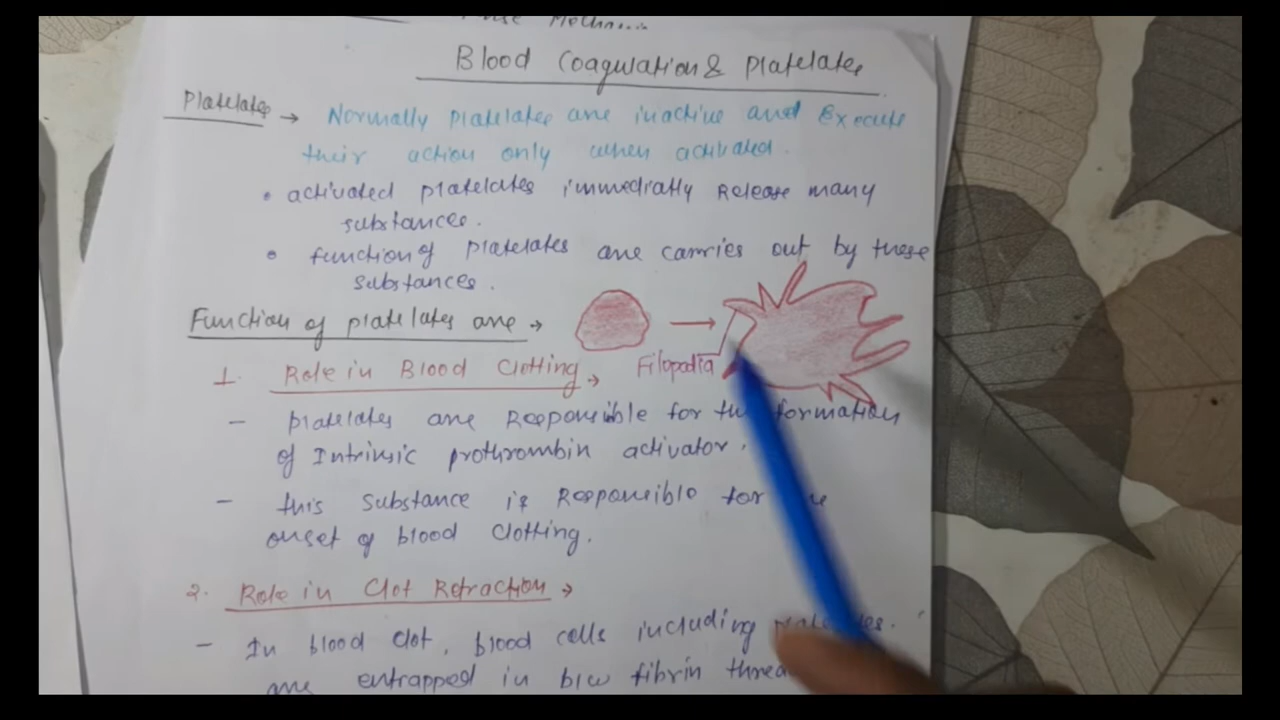 Blood Coagulation & Platelates
Platelates → Normally platelates are inactive and Execute
their action only when activated.
• activated platelates immediatly Release many
substances.
• function of platelates are carries out by these
substances.
Function of platelates are →
1. Role in Blood Clotting →
Filopodia
- platelates are Responsible for the formation
of Intrinsic prothrombin activator.
- this substance is Responsible for
onset of blood clotting.
2. Role in Clot Retraction →
- In blood clot, blood cells including platelates.
are entrapped in b/w fibrin